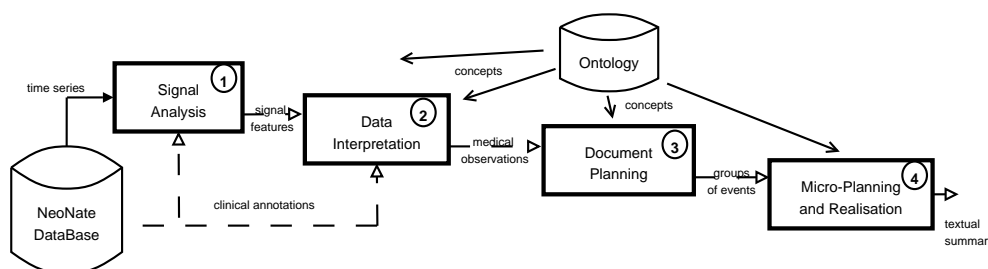 Ontology
concepts
concepts
time series
Signal
Analysis
1
signal
features
Data
Interpretation
2
medical
observations
Document
Planning
3
groups
of events
Micro-Planning
and Realisation
4
textual
summar
clinical annotations
NeoNate
DataBase